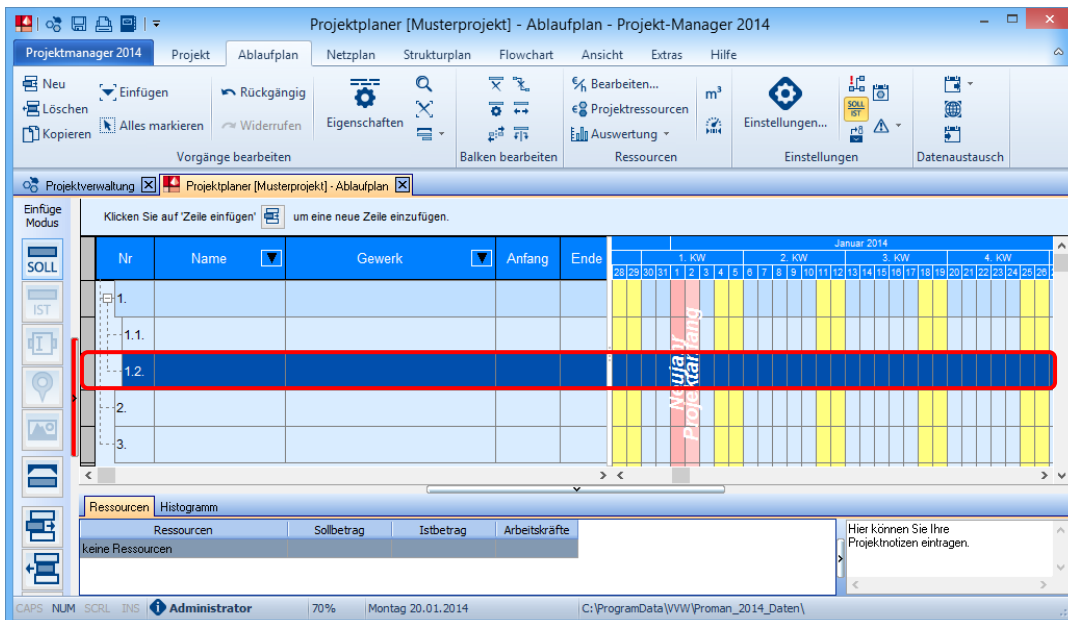 Projektplaner [Musterprojekt] - Ablaufplan - Projekt-Manager 2014
Projektmanager 2014 Projekt Ablaufplan Netzplan Strukturplan Flowchart Ansicht Extras Hilfe
Neu
Löschen
Kopieren
Einfügen
Alles markieren
Rückgängig
Widerrufen
Eigenschaften
Bearbeiten...
Projektressourcen
Auswertung
m³
Einstellungen...
SOLL
IST
Vorgänge bearbeiten Balken bearbeiten Ressourcen Einstellungen Datenaustausch
Projektverwaltung Projektplaner [Musterprojekt] - Ablaufplan
Einfüge
Modus
SOLL
IST
Klicken Sie auf 'Zeile einfügen' um eine neue Zeile einzufügen.
Nr Name Gewerk Anfang Ende
Januar 2014
1. KW 2. KW 3. KW 4. KW
28 29 30 31 1 2 3 4 5 6 7 8 9 10 11 12 13 14 15 16 17 18 19 20 21 22 23 24 25 26
1.
1.1.
1.2.
2.
3.
Neujahr
Projektanfang
Ressourcen Histogramm
Ressourcen Sollbetrag Istbetrag Arbeitskräfte
keine Ressourcen
Hier können Sie Ihre
Projektnotizen eintragen.
CAPS NUM SCRL INS Administrator 70% Montag 20.01.2014 C:\ProgramData\VVW\Proman_2014_Daten\